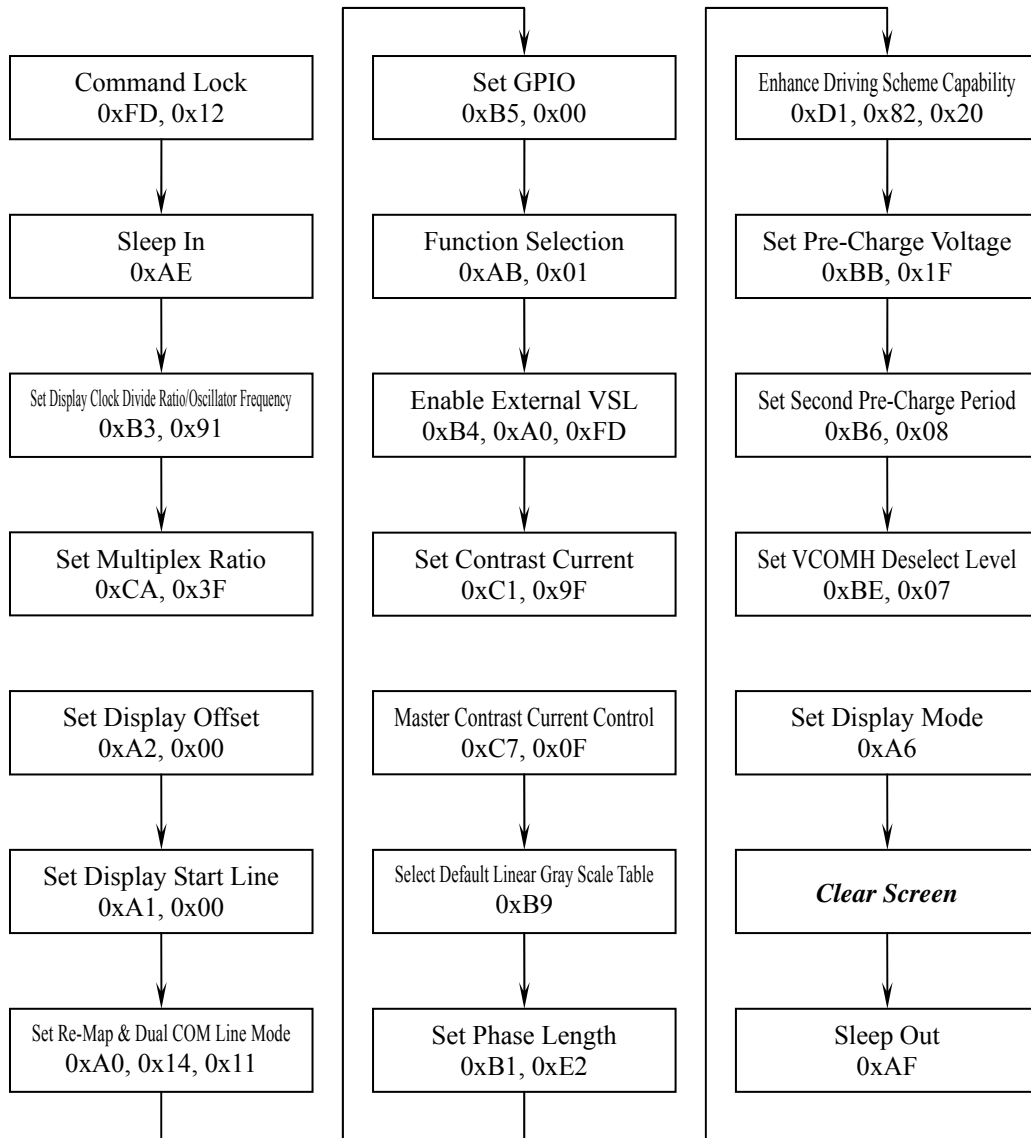 Command Lock
0xFD, 0x12
Sleep In
0xAE
Set Display Clock Divide Ratio/Oscillator Frequency
0xB3, 0x91
Set Multiplex Ratio
0xCA, 0x3F
Set Display Offset
0xA2, 0x00
Set Display Start Line
0xA1, 0x00
Set Re-Map & Dual COM Line Mode
0xA0, 0x14, 0x11
Set GPIO
0xB5, 0x00
Function Selection
0xAB, 0x01
Enable External VSL
0xB4, 0xA0, 0xFD
Set Contrast Current
0xC1, 0x9F
Master Contrast Current Control
0xC7, 0x0F
Select Default Linear Gray Scale Table
0xB9
Set Phase Length
0xB1, 0xE2
Enhance Driving Scheme Capability
0xD1, 0x82, 0x20
Set Pre-Charge Voltage
0xBB, 0x1F
Set Second Pre-Charge Period
0xB6, 0x08
Set VCOMH Deselect Level
0xBE, 0x07
Set Display Mode
0xA6
Clear Screen
Sleep Out
0xAF